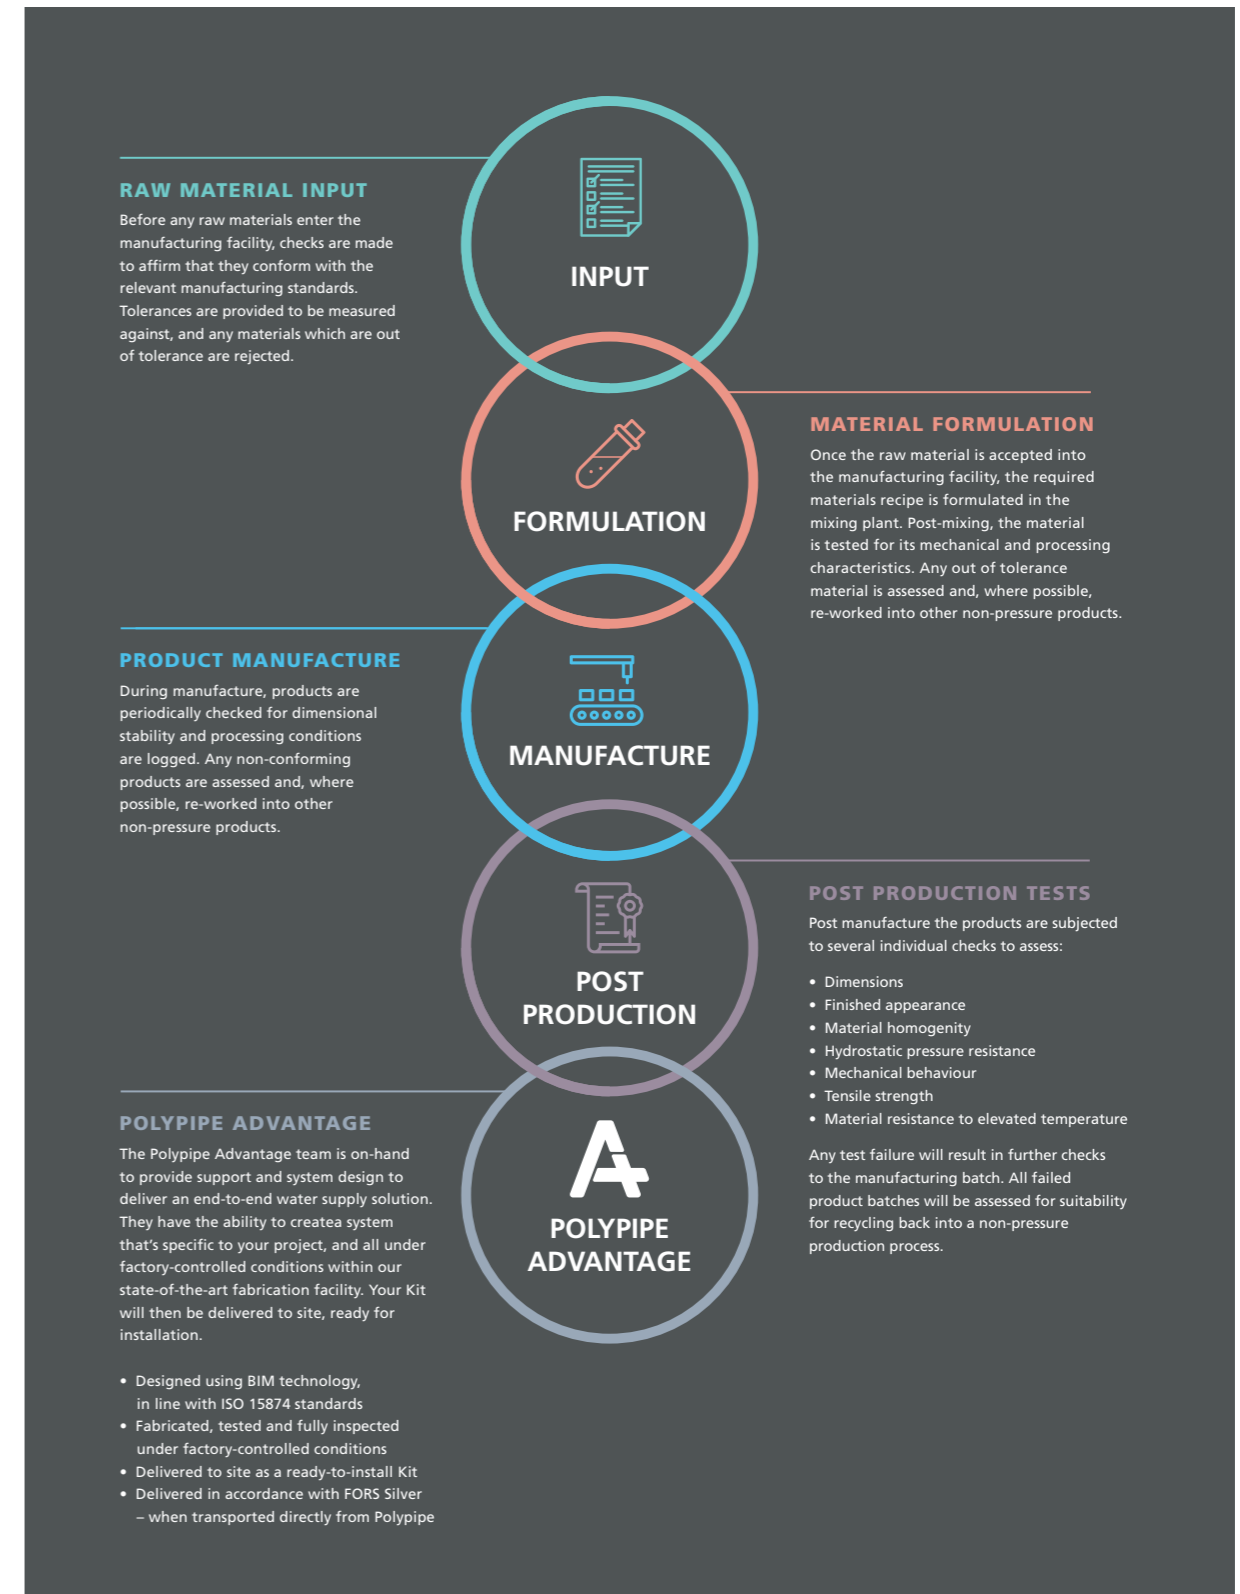 INPUT
RAW MATERIAL INPUT
Before any raw materials enter the
manufacturing facility, checks are made
to affirm that they conform with the
relevant manufacturing standards.
Tolerances are provided to be measured
against, and any materials which are out
of tolerance are rejected.
FORMULATION
MATERIAL FORMULATION
Once the raw material is accepted into
the manufacturing facility, the required
materials recipe is formulated in the
mixing plant. Post-mixing, the material
is tested for its mechanical and processing
characteristics. Any out of tolerance
material is assessed and, where possible,
re-worked into other non-pressure products.
MANUFACTURE
PRODUCT MANUFACTURE
During manufacture, products are
periodically checked for dimensional
stability and processing conditions
are logged. Any non-conforming
products are assessed and, where
possible, re-worked into other
non-pressure products.
POST
PRODUCTION
POST PRODUCTION TESTS
Post manufacture the products are subjected
to several individual checks to assess:
• Dimensions
• Finished appearance
• Material homogenity
• Hydrostatic pressure resistance
• Mechanical behaviour
• Tensile strength
• Material resistance to elevated temperature
Any test failure will result in further checks
to the manufacturing batch. All failed
product batches will be assessed for suitability
for recycling back into a non-pressure
production process.
POLYPIPE
ADVANTAGE
POLYPIPE ADVANTAGE
The Polypipe Advantage team is on-hand
to provide support and system design to
deliver an end-to-end water supply solution.
They have the ability to createa system
that's specific to your project, and all under
factory-controlled conditions within our
state-of-the-art fabrication facility. Your Kit
will then be delivered to site, ready for
installation.
• Designed using BIM technology,
in line with ISO 15874 standards
• Fabricated, tested and fully inspected
under factory-controlled conditions
• Delivered to site as a ready-to-install Kit
• Delivered in accordance with FORS Silver
– when transported directly from Polypipe